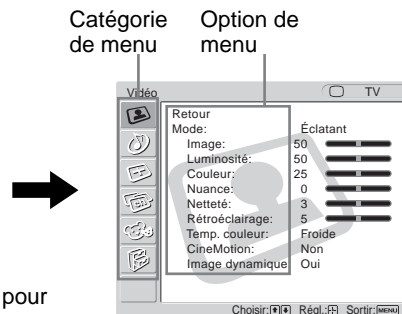 Catégorie de menu
Option de menu
Vidéo TV
Retour
Mode: Éclatant
Image: 50
Luminosité: 50
Couleur: 25
Nuance: 0
Netteté: 3
Rétroéclairage: 5
Temp. couleur: Froide
CineMotion: Non
Image dynamique Oui
pour
Choisir: Régl.: Sortir: MENU